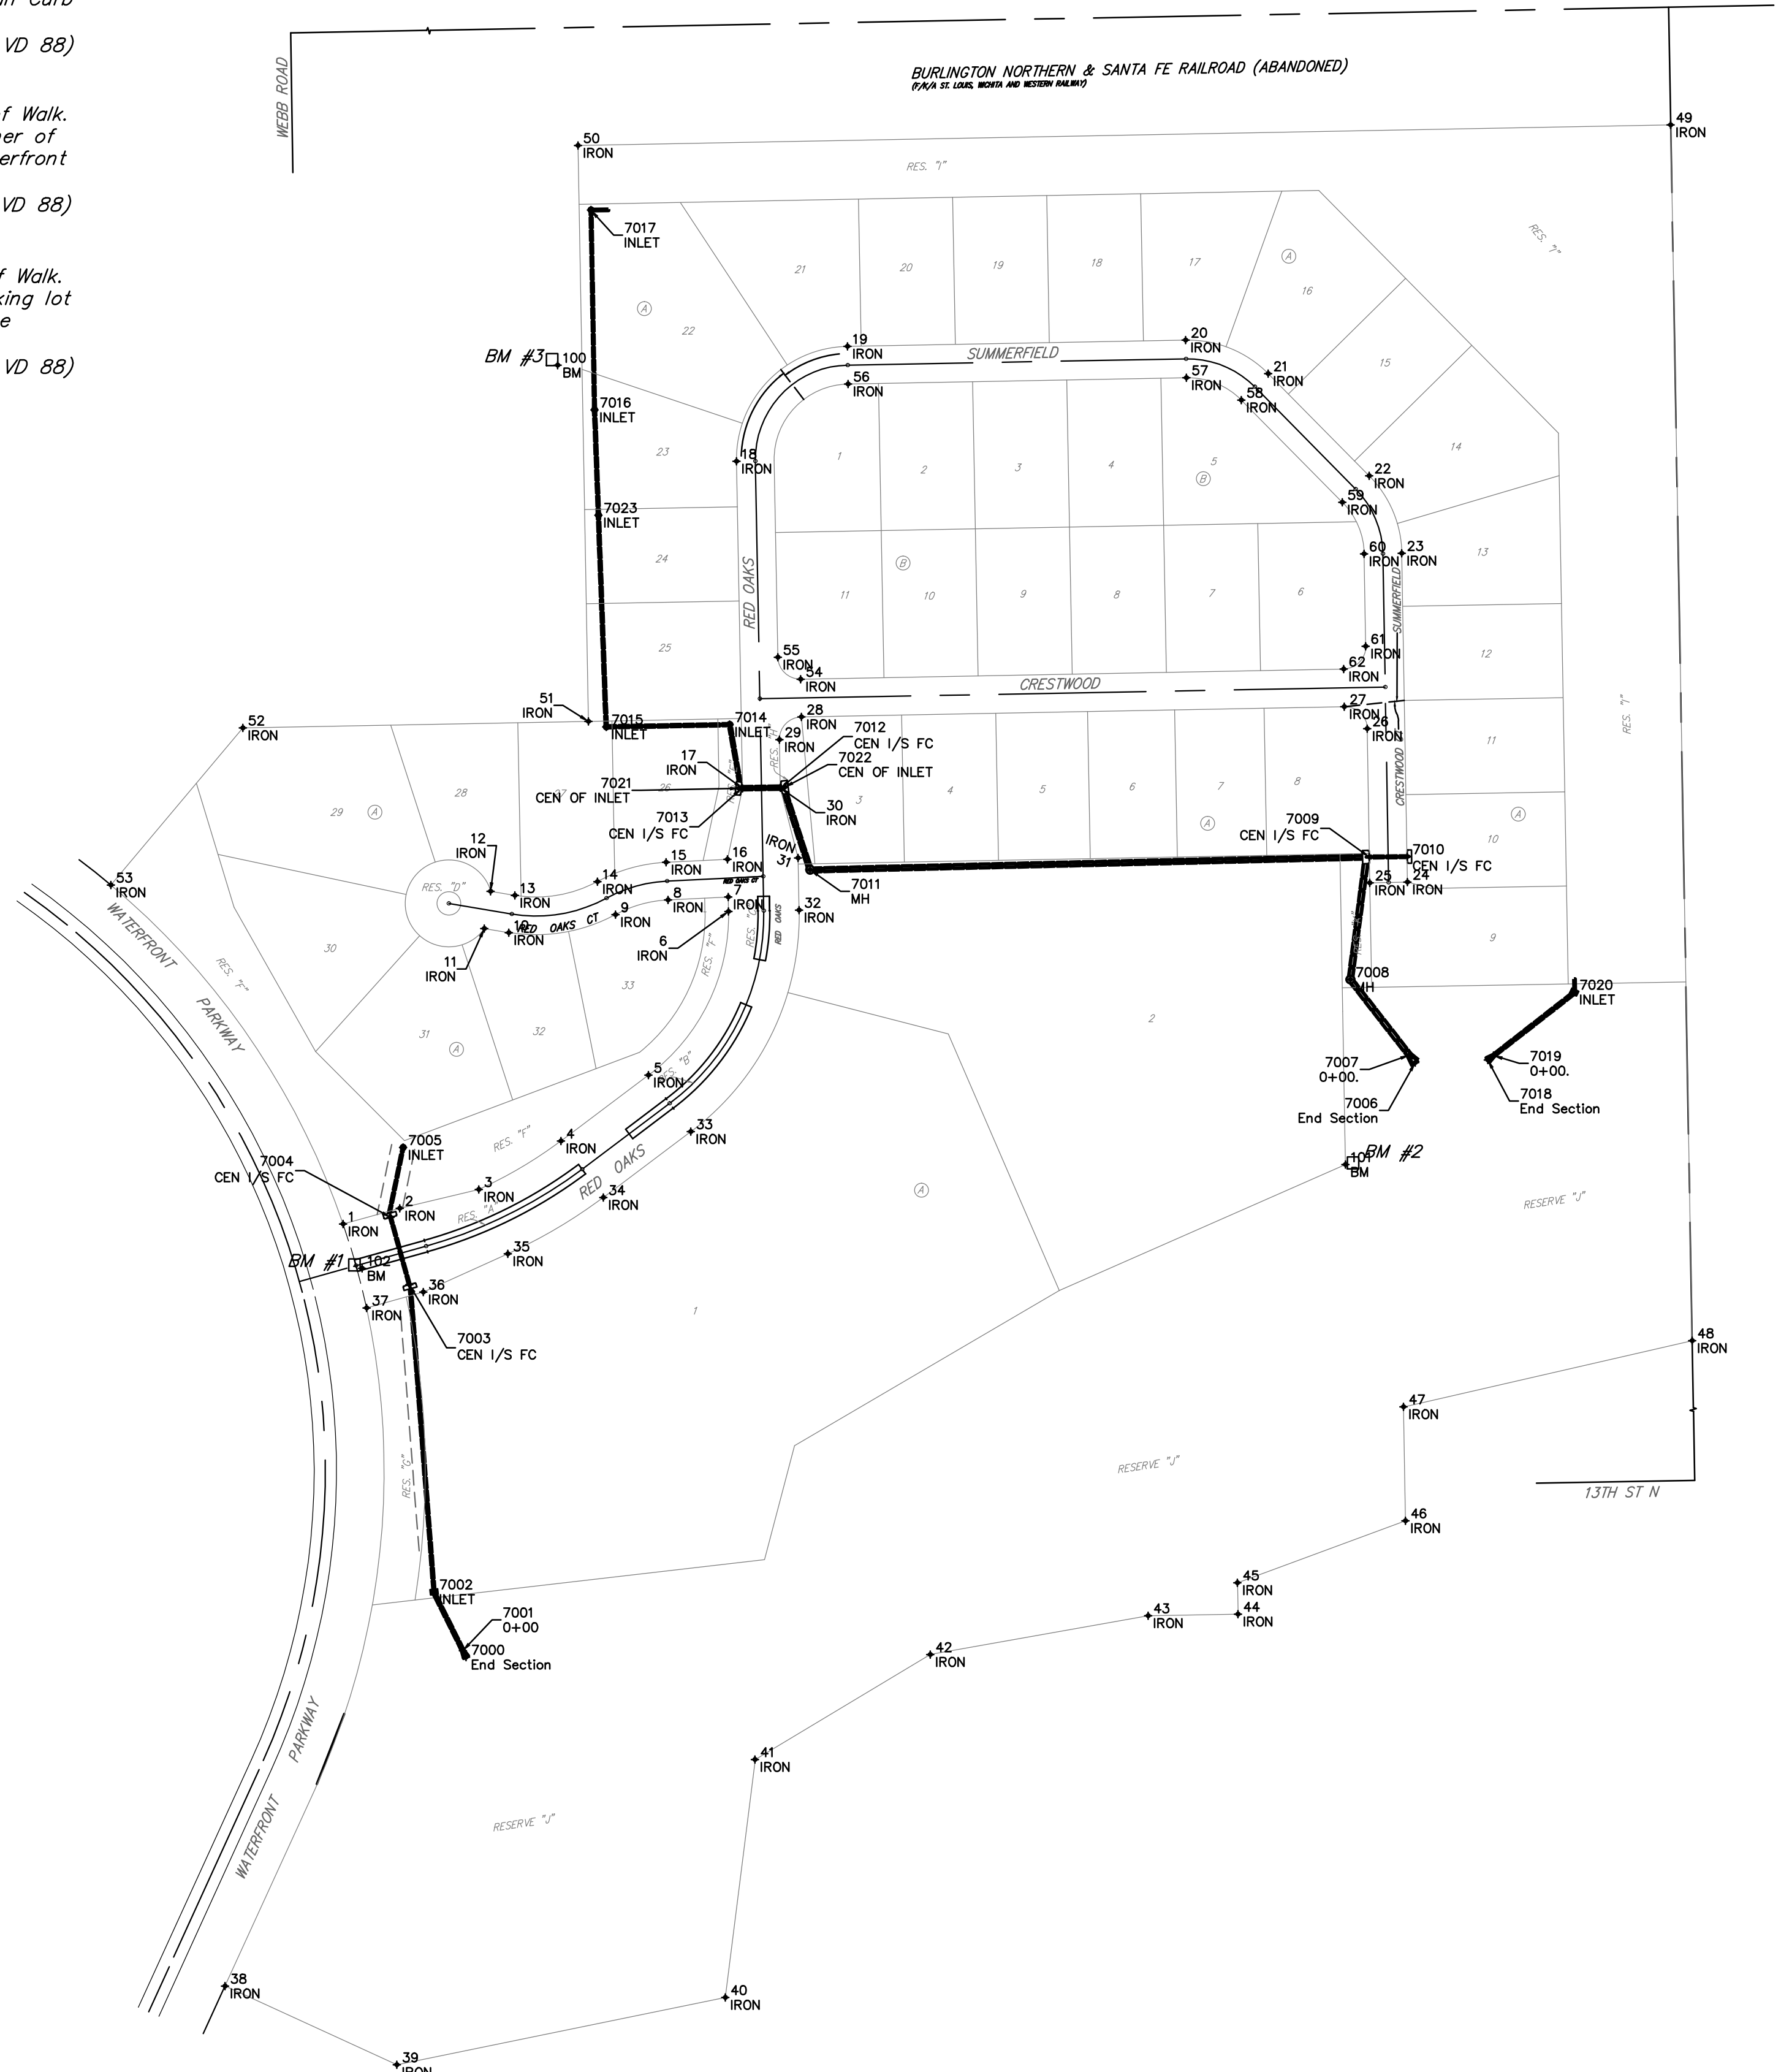 VD 88)
of Walk.
erfront
VD 88)
f Walk.
king lot
VD 88)
WEBB ROAD
BURLINGTON NORTHERN & SANTA FE RAILROAD (ABANDONED)
(F/K/A ST. LOUIS, WICHITA AND WESTERN RAILWAY)
50
IRON
49
IRON
RES. "I"
RES. "I"
7017
INLET
21
20
19
18
17
A
16
A
22
BM #3
100
BM
19
IRON
SUMMERFIELD
20
IRON
21
IRON
15
56
IRON
57
IRON
58
IRON
7016
INLET
23
18
IRON
1
2
3
4
5
B
14
22
IRON
59
IRON
7023
INLET
24
RED OAKS
B
60
IRON
23
IRON
13
11
10
9
8
7
6
SUMMERFIELD
25
55
IRON
54
IRON
61
IRON
62
IRON
12
CRESTWOOD
51
IRON
52
IRON
7015
INLET
7014
INLET
28
IRON
29
IRON
RES. "H"
27
IRON
26
IRON
11
RES. "I"
7012
CEN I/S FC
7022
CEN OF INLET
17
IRON
7021
CEN OF INLET
29
A
28
27
26
3
4
5
6
7
8
A
CRESTWOOD
A
10
30
IRON
7013
CEN I/S FC
7009
CEN I/S FC
7010
CEN I/S FC
12
IRON
31
IRON
16
IRON
15
IRON
14
IRON
13
IRON
53
IRON
RES. "D"
RED OAKS CT
8
IRON
7
IRON
7011
MH
25
IRON
24
IRON
9
IRON
10
IRON
RED OAKS CT
32
IRON
RED OAKS
6
IRON
RES. "F"
11
IRON
30
33
9
WATERFRONT
RES. "F"
7008
MH
7020
INLET
31
A
32
2
PARKWAY
7007
0+00.
7019
0+00.
7006
End Section
7018
End Section
5
IRON
RES. "B"
33
IRON
4
IRON
RES. "F"
7005
INLET
7004
CEN I/S FC
BM #2
101
BM
RED OAKS
3
IRON
2
IRON
1
IRON
RES. "A
34
IRON
A
RESERVE "J"
35
IRON
BM #1
102
BM
36
IRON
37
IRON
1
7003
CEN I/S FC
48
IRON
47
IRON
RES. "G"
RESERVE "J"
13TH ST N
46
IRON
45
IRON
7002
INLET
44
IRON
43
IRON
7001
0+00
42
IRON
7000
End Section
PARKWAY
41
IRON
WATERFRONT
RESERVE "J"
38
IRON
40
IRON
39
IRON